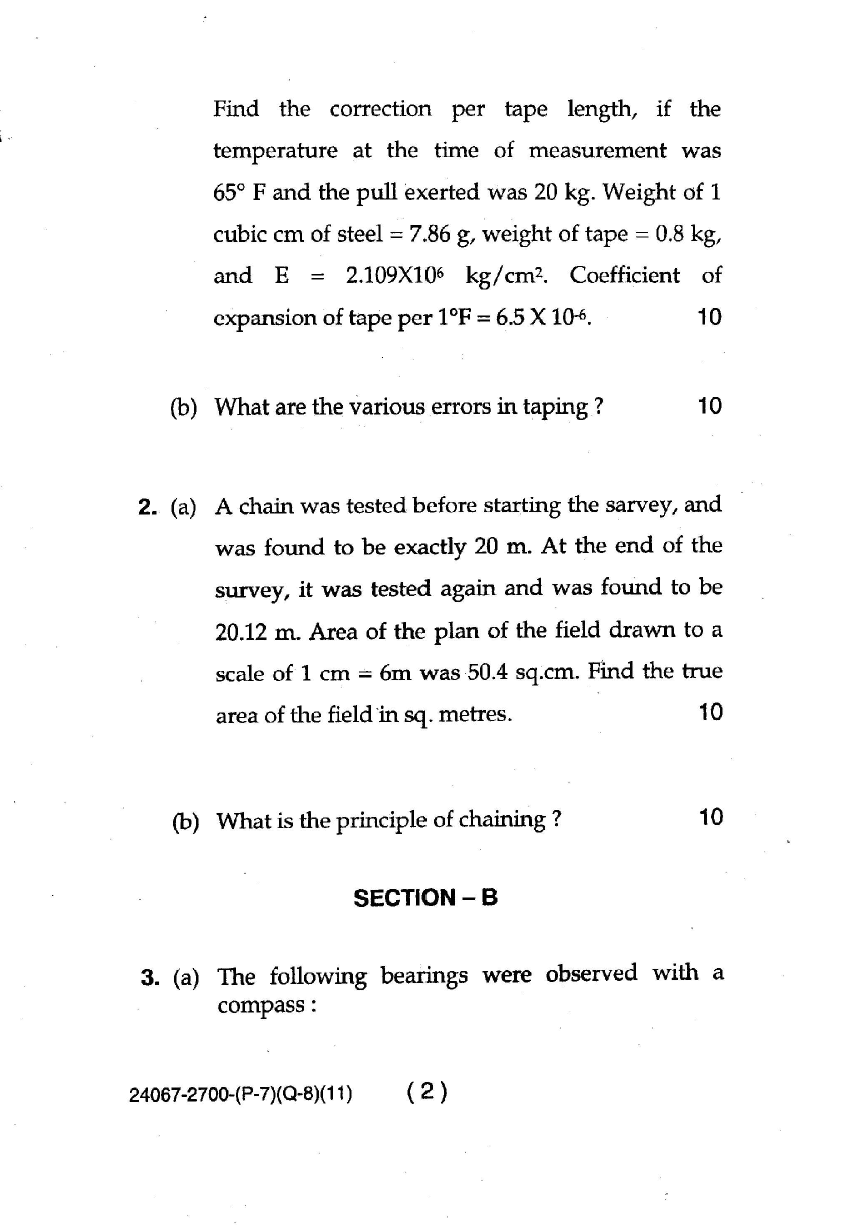 Find the correction per tape length, if the
temperature at the time of measurement was
65° F and the pull exerted was 20 kg. Weight of 1
cubic cm of steel = 7.86 g, weight of tape = 0.8 kg,
and E = 2.109X10⁶ kg/cm². Coefficient of
expansion of tape per 1°F = 6.5 X 10⁻⁶. 10
(b) What are the various errors in taping ? 10
2. (a) A chain was tested before starting the sarvey, and
was found to be exactly 20 m. At the end of the
survey, it was tested again and was found to be
20.12 m. Area of the plan of the field drawn to a
scale of 1 cm = 6m was 50.4 sq.cm. Find the true
area of the field in sq. metres. 10
(b) What is the principle of chaining ? 10
SECTION – B
3. (a) The following bearings were observed with a
compass :
24067-2700-(P-7)(Q-8)(11) (2)